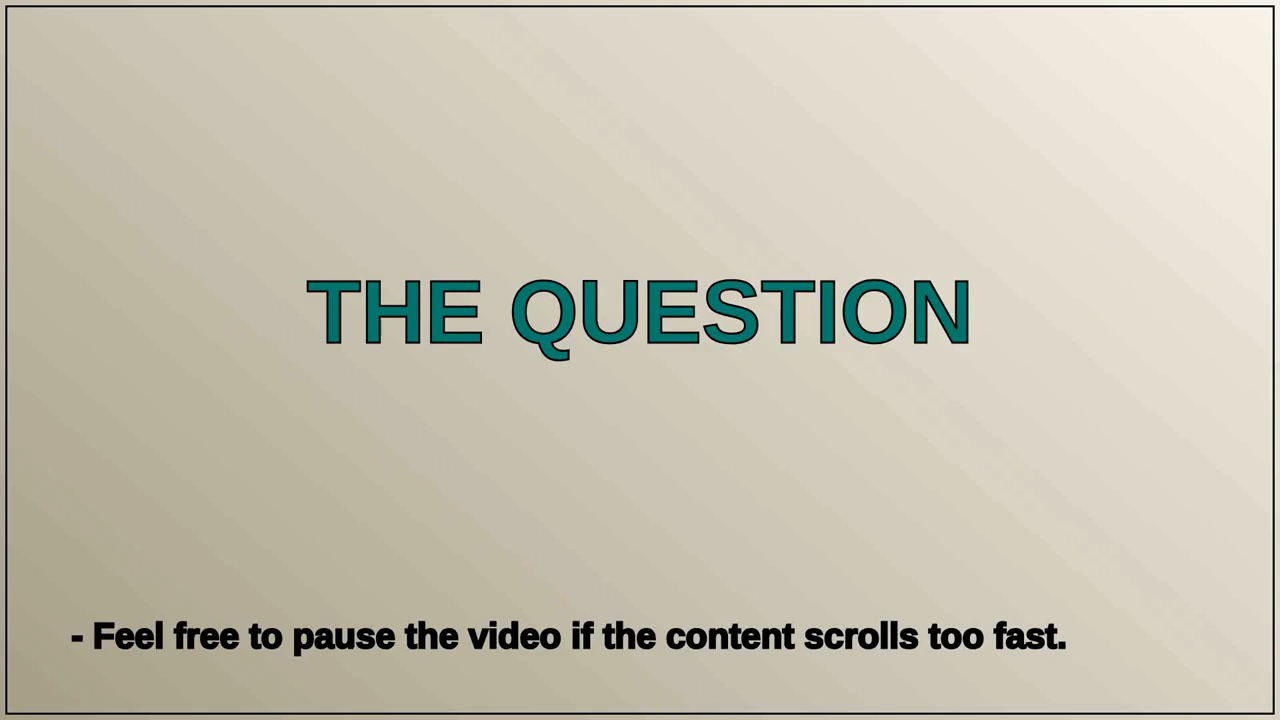 THE QUESTION
- Feel free to pause the video if the content scrolls too fast.